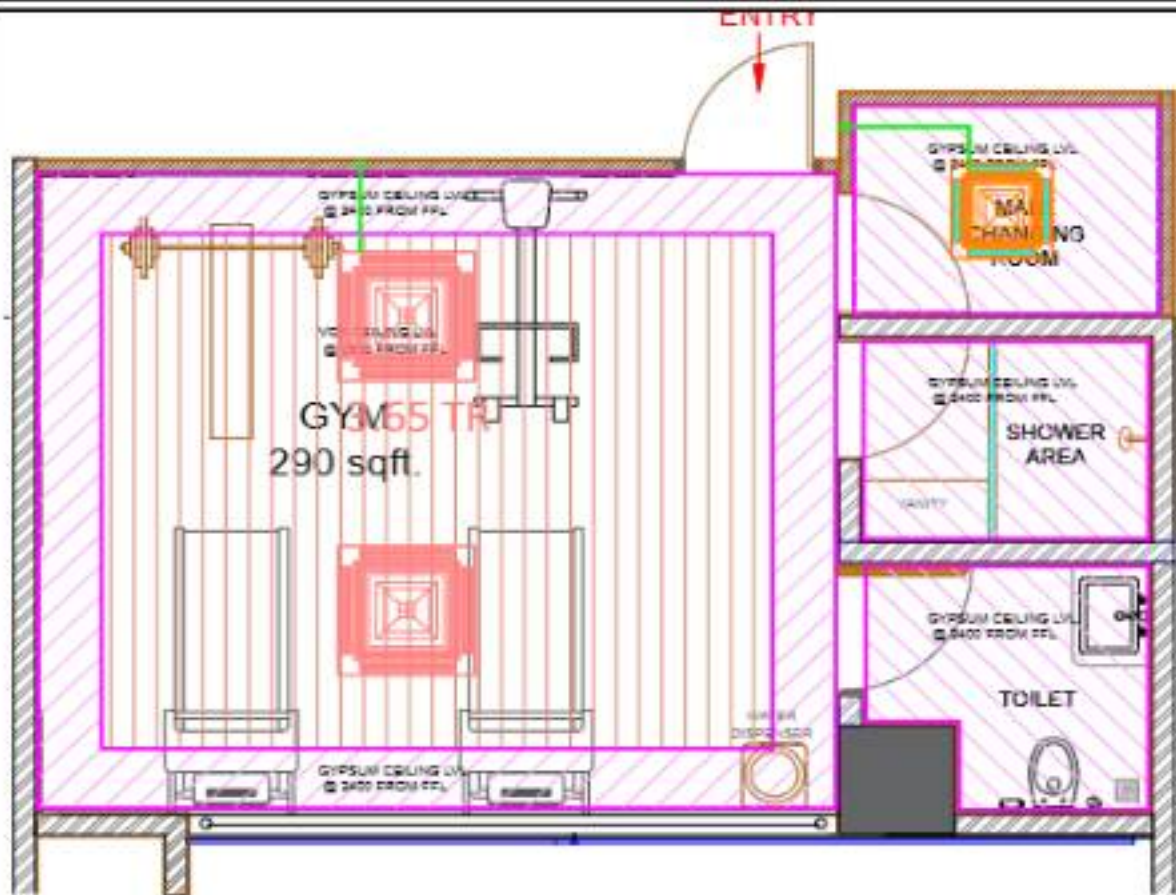 ENTRY
GYPSUM CEILING LVL
@ 2400 FROM FFL
GYPSUM CEILING LVL
CHANGING
ROOM
CEILING LVL
FROM FFL
GYM
65 TR
290 sqft.
GYPSUM CEILING LVL
@ 2400 FROM FFL
SHOWER
AREA
VANITY
GYPSUM CEILING LVL
@ 2400 FROM FFL
TOILET
WATER
DISPENSER
GYPSUM CEILING LVL
@ 2400 FROM FFL